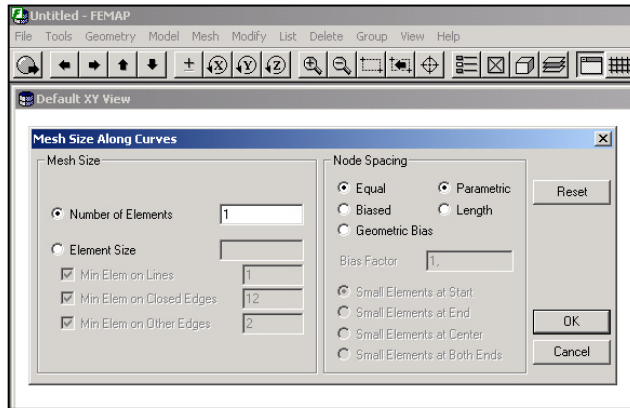 Untitled - FEMAP
File Tools Geometry Model Mesh Modify List Delete Group View Help
X Y Z
Default XY View
Mesh Size Along Curves
Mesh Size
Number of Elements 1
Element Size
Min Elem on Lines 1
Min Elem on Closed Edges 12
Min Elem on Other Edges 2
Node Spacing
Equal Parametric
Biased Length
Geometric Bias
Bias Factor 1,
Small Elements at Start
Small Elements at End
Small Elements at Center
Small Elements at Both Ends
Reset
OK
Cancel